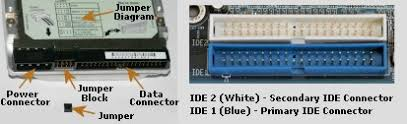 Jumper
Diagram
Power
Connector
Jumper
Block
Data
Connector
Jumper
IDE2
IDE 2 (White) - Secondary IDE Connector
IDE 1 (Blue) - Primary IDE Connector